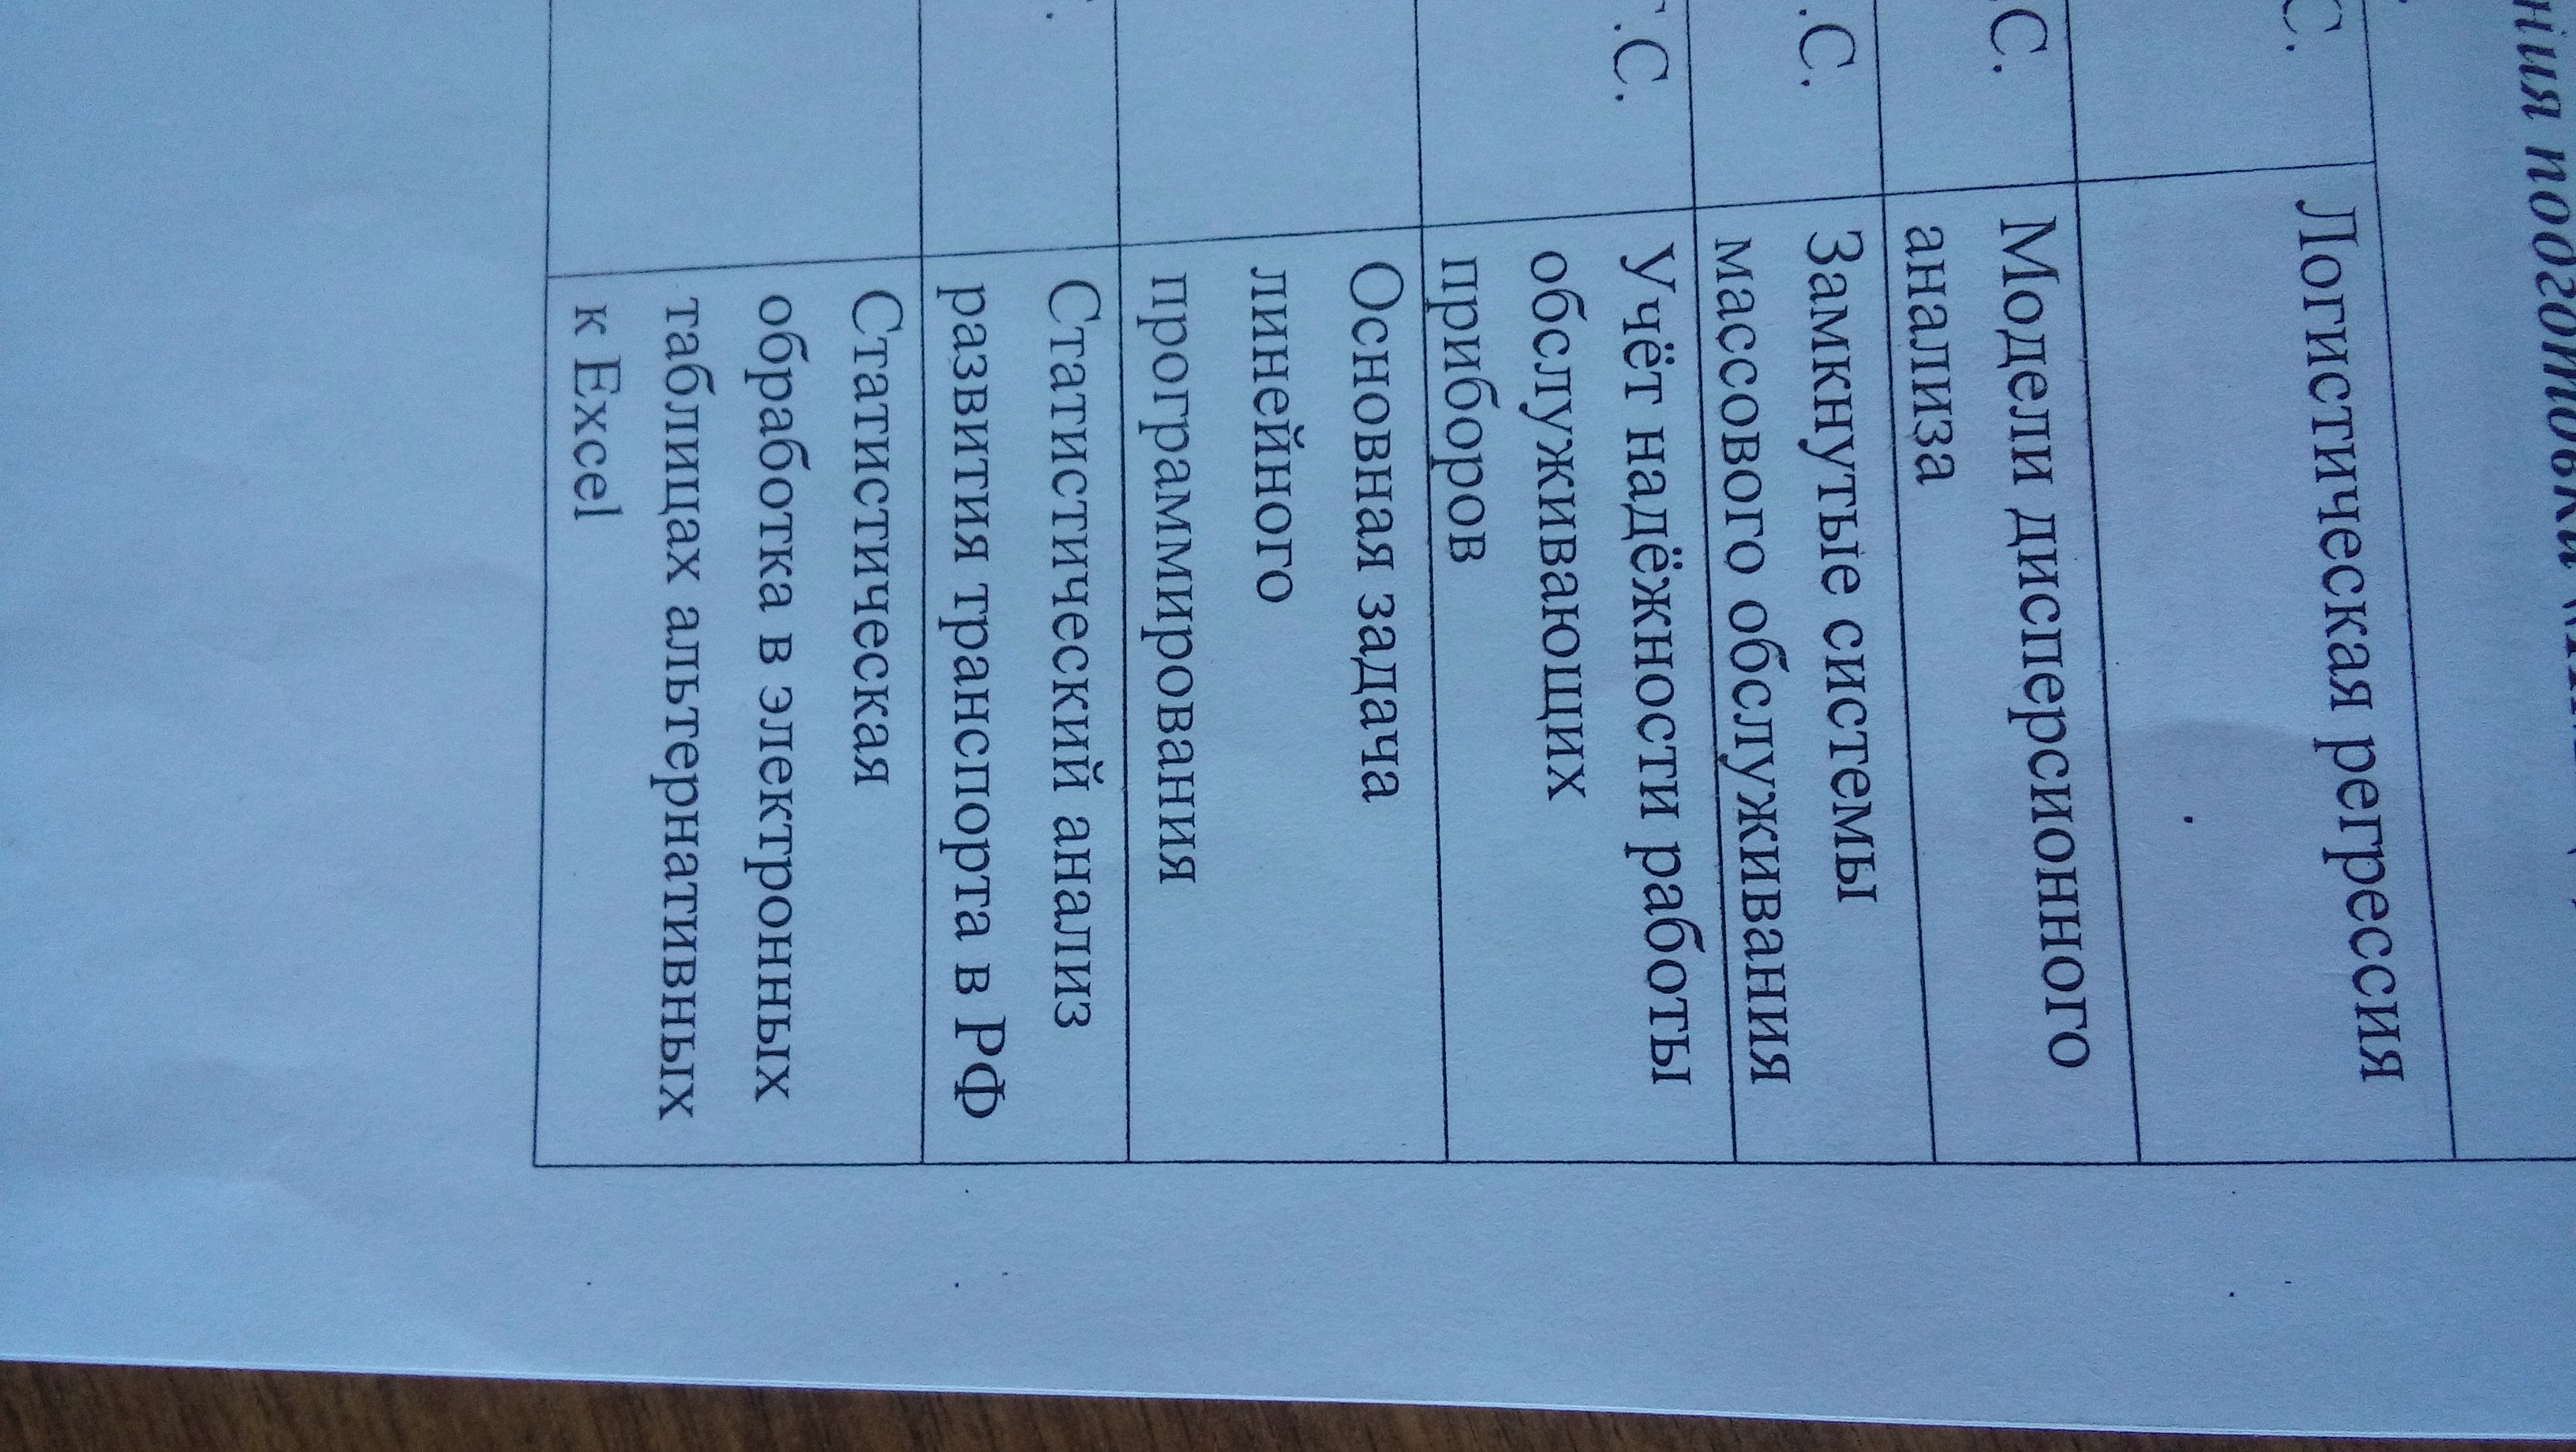 ния подготовки
С. Логистическая регрессия
.С. Модели дисперсионного
анализа
.С. Замкнутые системы
массового обслуживания
.С. Учёт надёжности работы
обслуживающих
приборов
Основная задача
линейного
программирования
Статистический анализ
. развития транспорта в РФ
Статистическая
обработка в электронных
таблицах альтернативных
к Excel